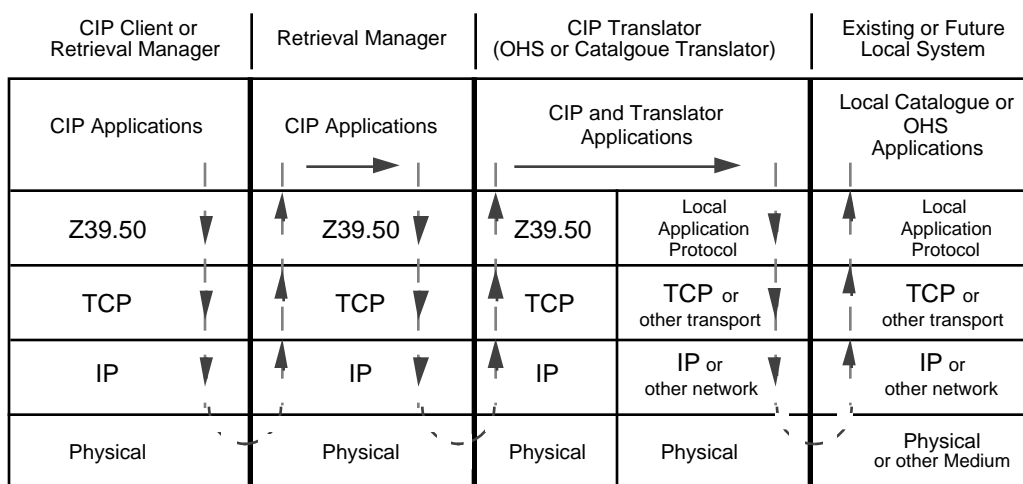 CIP Client or
Retrieval Manager
Retrieval Manager
CIP Translator
(OHS or Catalgoue Translator)
Existing or Future
Local System
CIP Applications
CIP Applications
CIP and Translator
Applications
Local Catalogue or
OHS
Applications
Z39.50
Z39.50
Z39.50
Local
Application
Protocol
Local
Application
Protocol
TCP
TCP
TCP
TCP or
other transport
TCP or
other transport
IP
IP
IP
IP or
other network
IP or
other network
Physical
Physical
Physical
Physical
Physical
or other Medium